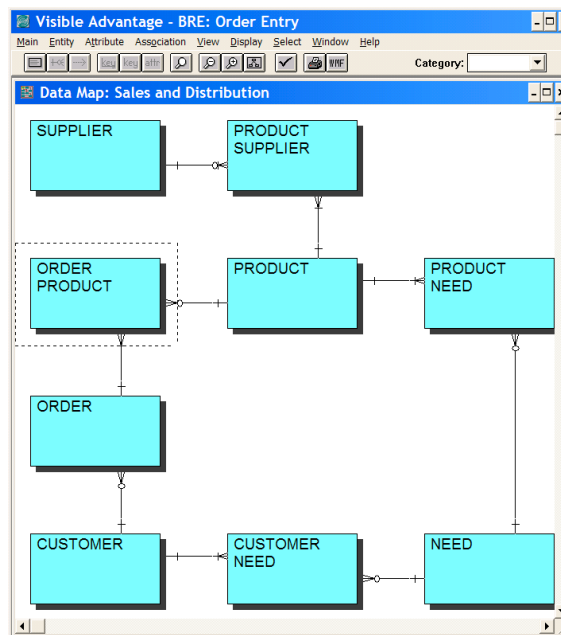 Visible Advantage - BRE: Order Entry
Main Entity Attribute Association View Display Select Window Help
key key attr WMF Category:
Data Map: Sales and Distribution
SUPPLIER
PRODUCT
SUPPLIER
ORDER
PRODUCT
PRODUCT
PRODUCT
NEED
ORDER
CUSTOMER
CUSTOMER
NEED
NEED